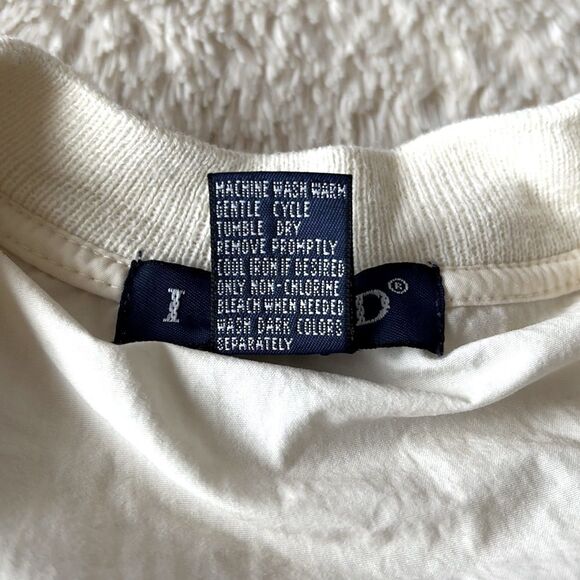 MACHINE WASH WARM
GENTLE CYCLE
TUMBLE DRY
REMOVE PROMPTLY
COOL IRON IF DESIRED
ONLY NON-CHLORINE
BLEACH WHEN NEEDED
WASH DARK COLORS
SEPARATELY
I D®